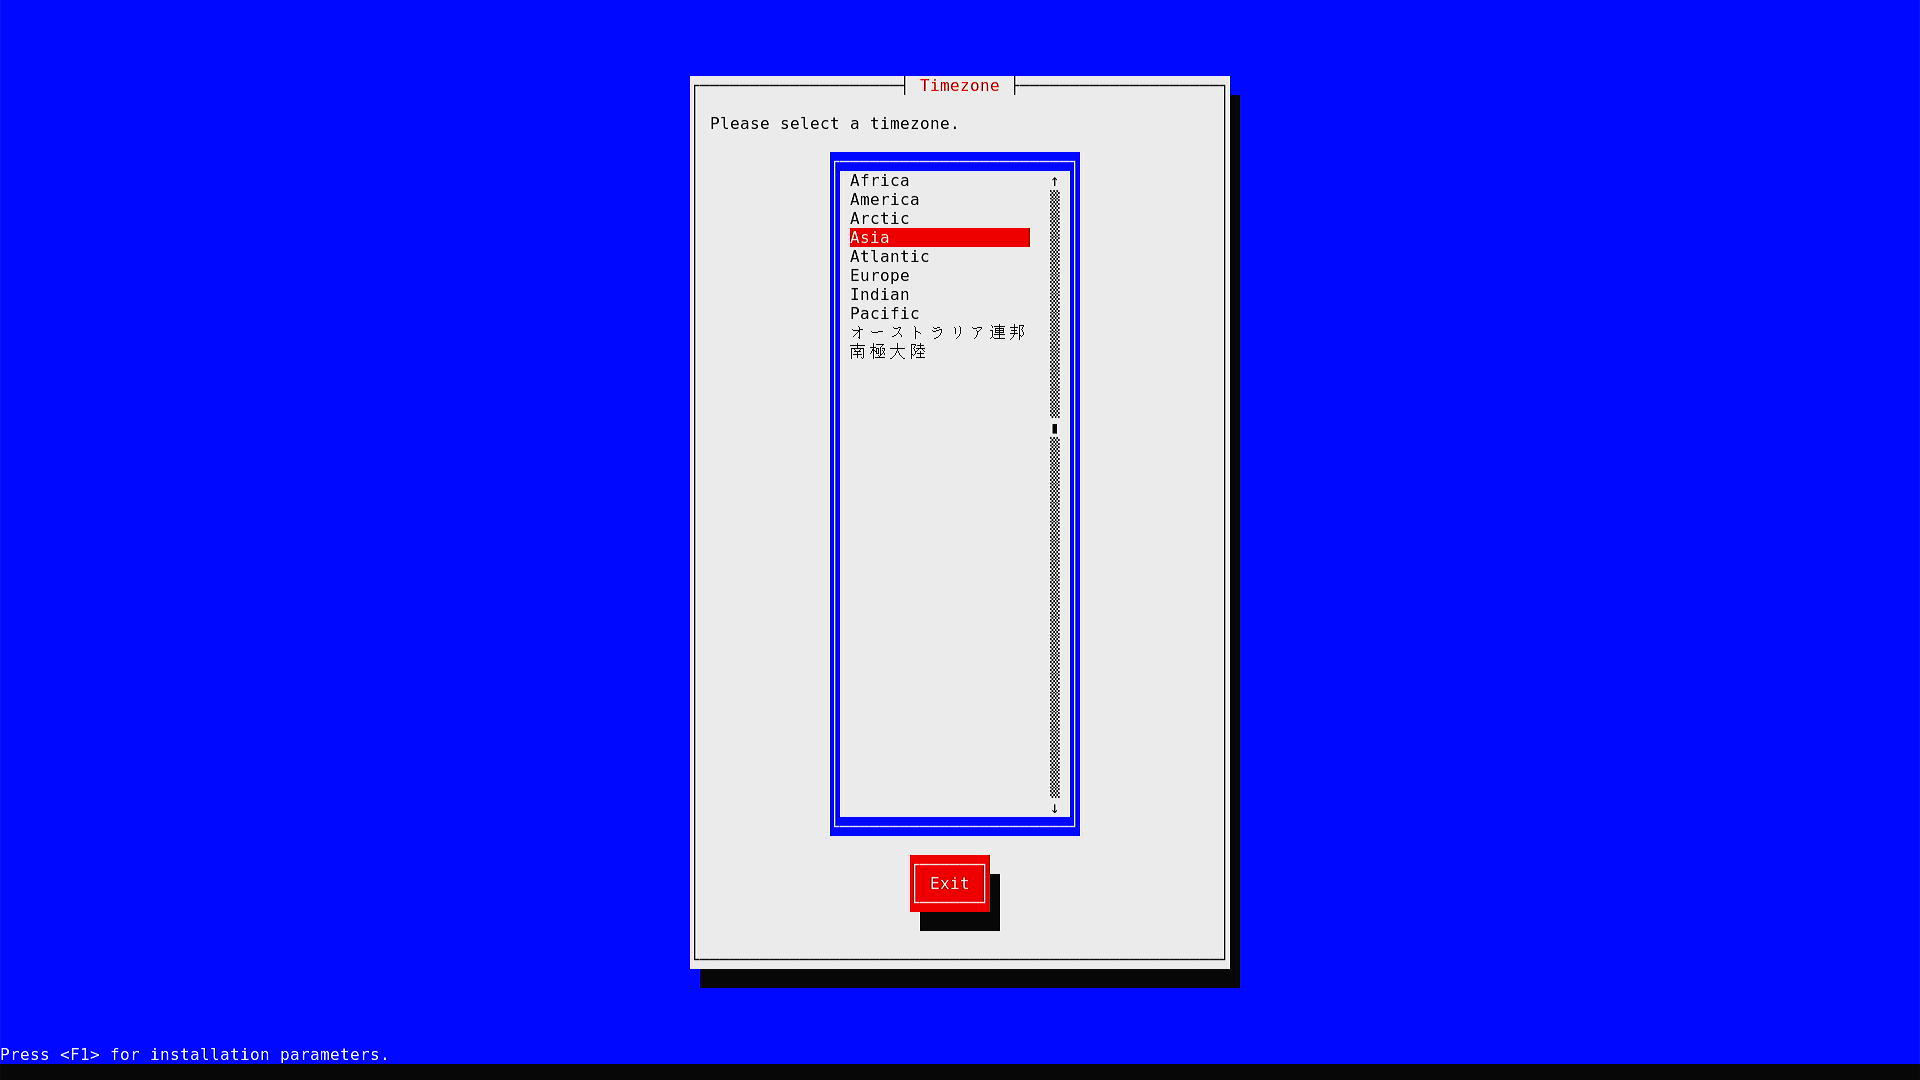 Timezone
Please select a timezone.
Africa
America
Arctic
Asia
Atlantic
Europe
Indian
Pacific
オーストラリア連邦
南極大陸
Exit
Press <F1> for installation parameters.